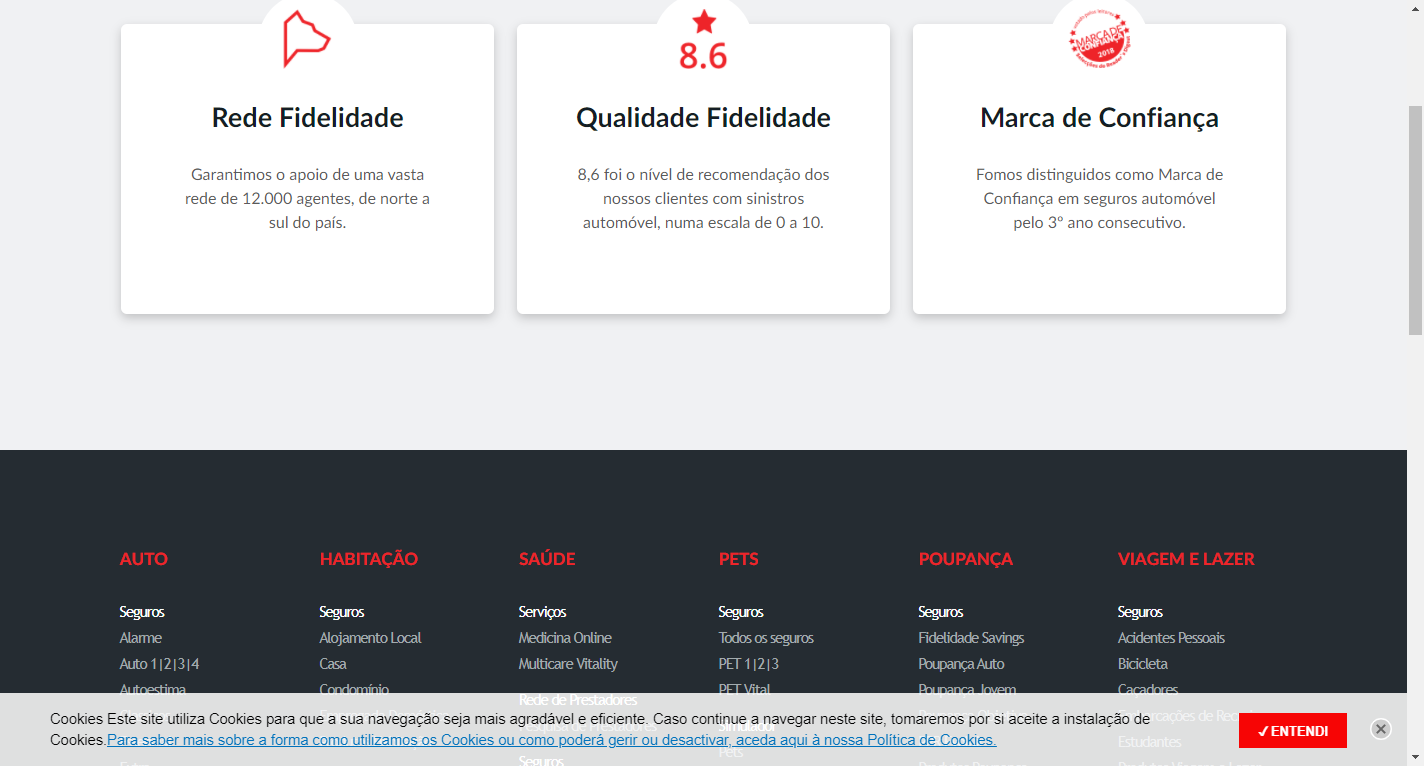 8.6
MARCA DE
CONFIANÇA
2018
Rede Fidelidade
Garantimos o apoio de uma vasta
rede de 12.000 agentes, de norte a
sul do país.
Qualidade Fidelidade
8,6 foi o nível de recomendação dos
nossos clientes com sinistros
automóvel, numa escala de 0 a 10.
Marca de Confiança
Fomos distinguidos como Marca de
Confiança em seguros automóvel
pelo 3º ano consecutivo.
AUTO
Seguros
Alarme
Auto 1|2|3|4
Autoestima
HABITAÇÃO
Seguros
Alojamento Local
Casa
Condomínio
SAÚDE
Serviços
Medicina Online
Multicare Vitality
Rede de Prestadores
Pesquisa de Prestadores
Seguros
PETS
Seguros
Todos os seguros
PET 1|2|3
PET Vital
Simulador
Pets
POUPANÇA
Seguros
Fidelidade Savings
Poupança Auto
Poupança Jovem
VIAGEM E LAZER
Seguros
Acidentes Pessoais
Bicicleta
Caçadores
Estudantes
Cookies Este site utiliza Cookies para que a sua navegação seja mais agradável e eficiente. Caso continue a navegar neste site, tomaremos por si aceite a instalação de
Cookies.Para saber mais sobre a forma como utilizamos os Cookies ou como poderá gerir ou desactivar, aceda aqui à nossa Política de Cookies.
✓ENTENDI